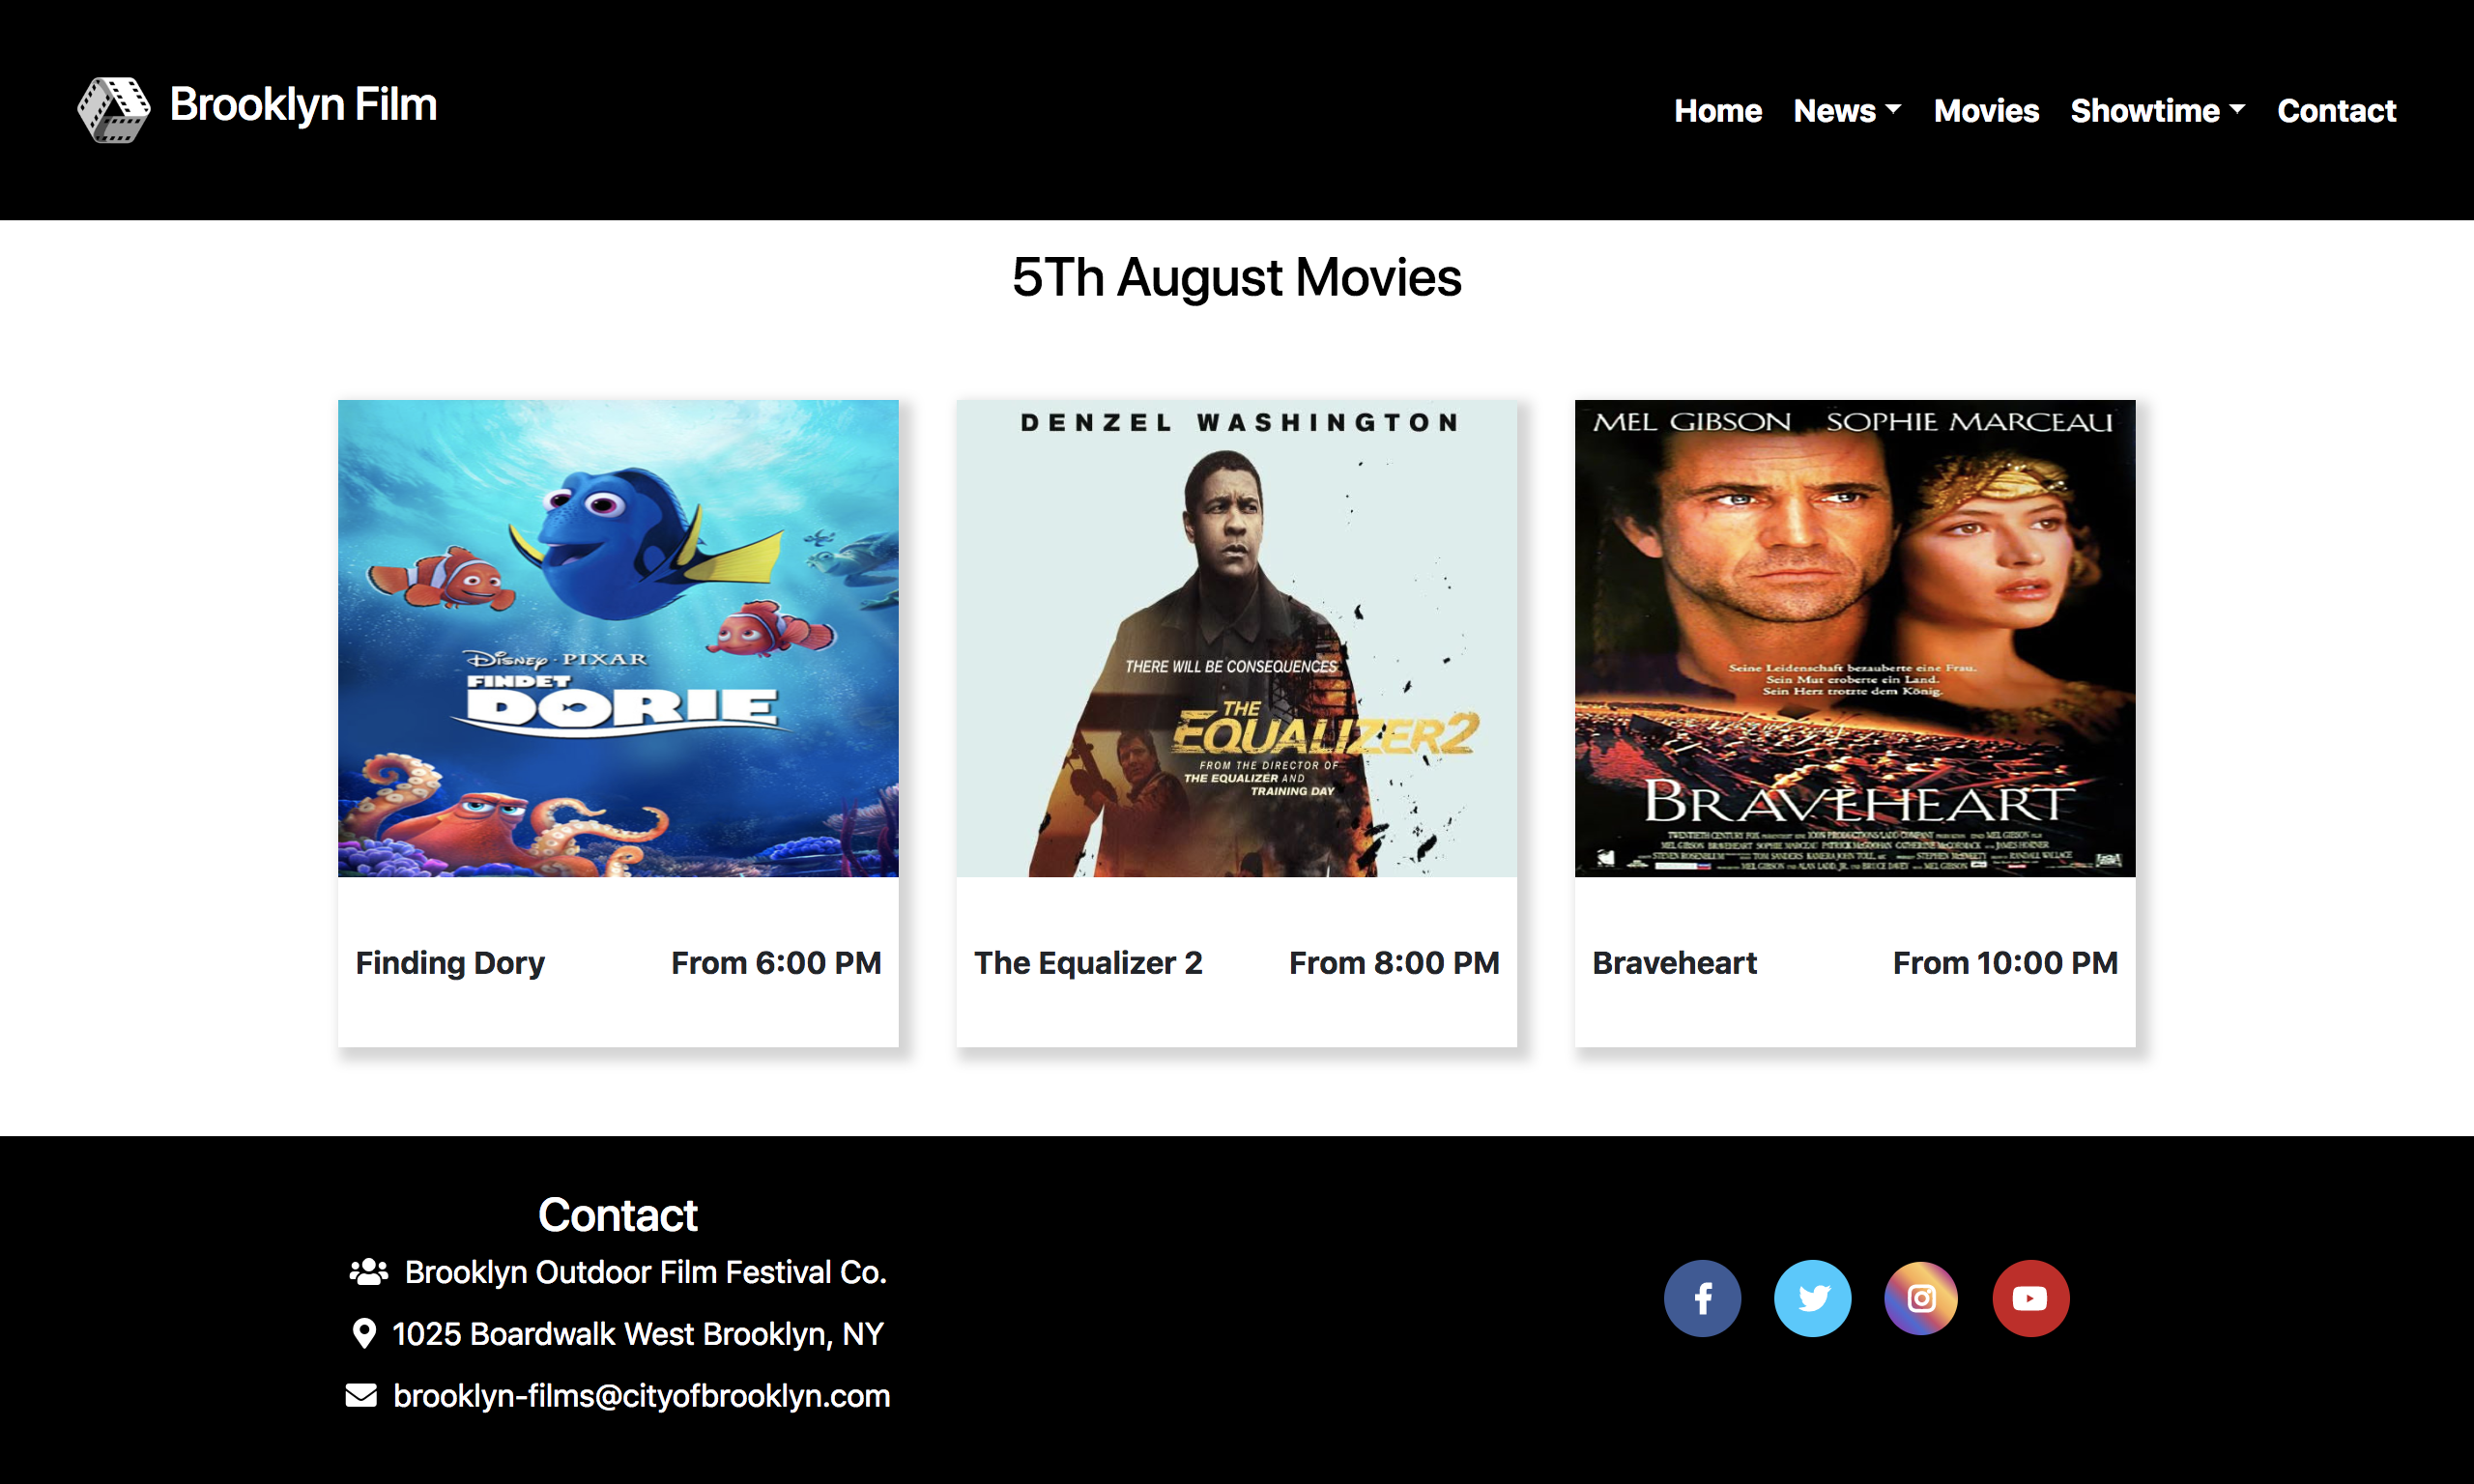 Brooklyn Film
Home News Movies Showtime Contact
5Th August Movies
DISNEY · PIXAR
FINDET
DORIE
Finding Dory From 6:00 PM
DENZEL WASHINGTON
THERE WILL BE CONSEQUENCES
THE
EQUALIZER 2
FROM THE DIRECTOR OF
THE EQUALIZER AND
TRAINING DAY
The Equalizer 2 From 8:00 PM
MEL GIBSON SOPHIE MARCEAU
Seine Leidenschaft bezauberte eine Frau.
Sein Mut eroberte ein Land.
Sein Herz trotzte dem König.
BRAVEHEART
Braveheart From 10:00 PM
Contact
Brooklyn Outdoor Film Festival Co.
1025 Boardwalk West Brooklyn, NY
brooklyn-films@cityofbrooklyn.com